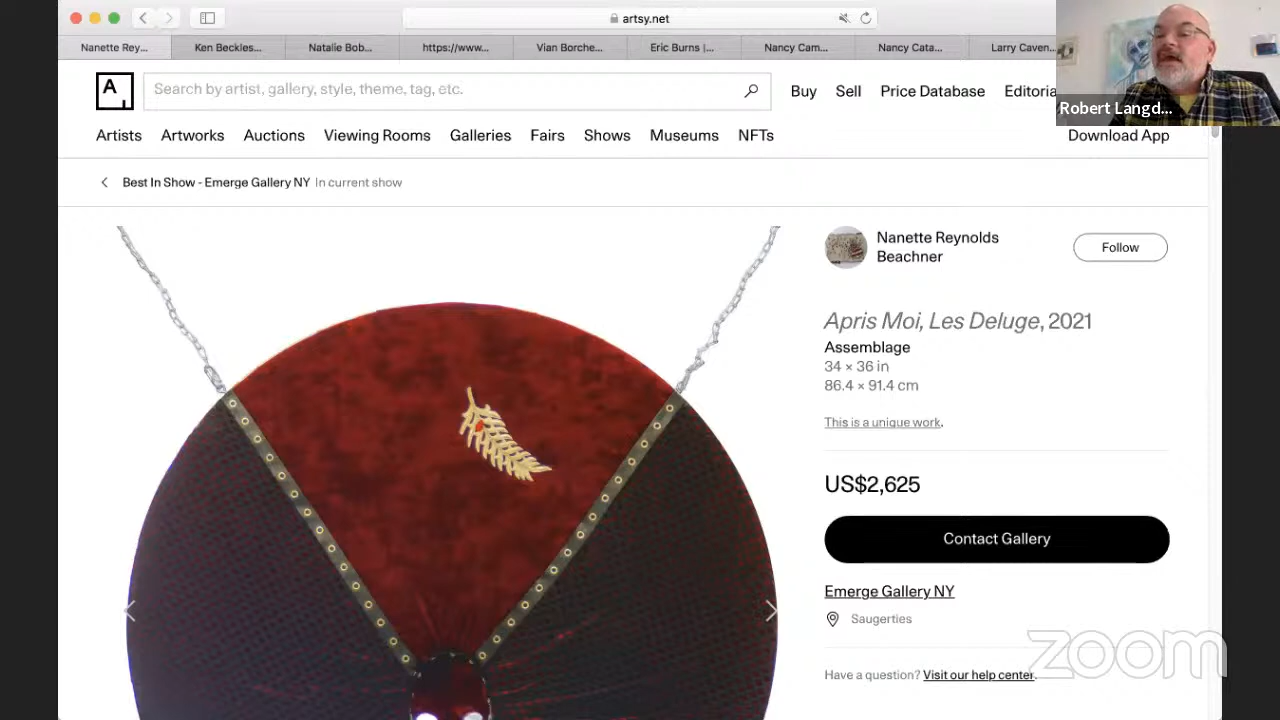 artsy.net
Nanette Rey...
Ken Beckles...
Natalie Bob...
https://www...
Vian Borche...
Eric Burns |...
Nancy Cam...
Nancy Cata...
Larry Caven...
Robert Langd...
A
Search by artist, gallery, style, theme, tag, etc.
Buy
Sell
Price Database
Editoria
Artists
Artworks
Auctions
Viewing Rooms
Galleries
Fairs
Shows
Museums
NFTs
Download App
Best In Show - Emerge Gallery NY In current show
Nanette Reynolds
Beachner
Follow
Apris Moi, Les Deluge, 2021
Assemblage
34 × 36 in
86.4 × 91.4 cm
This is a unique work.
US$2,625
Contact Gallery
Emerge Gallery NY
Saugerties
Have a question? Visit our help center.
zoom